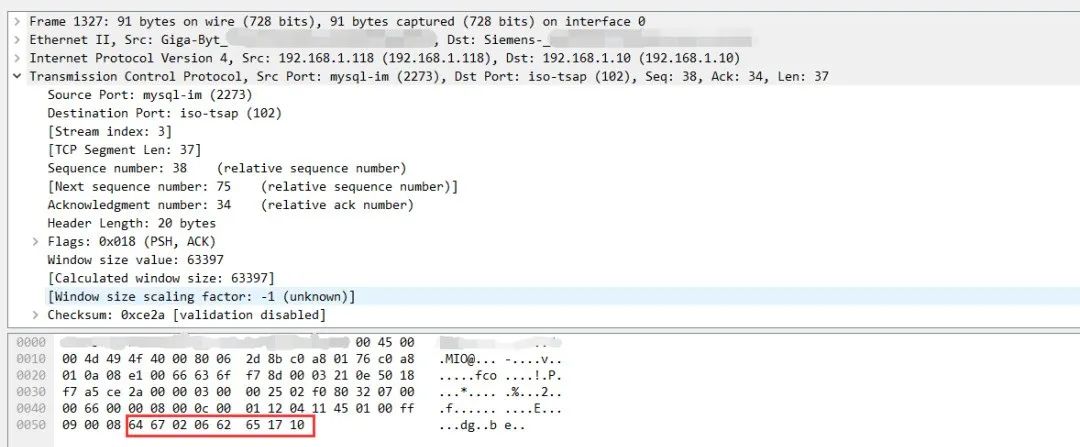 Frame 1327: 91 bytes on wire (728 bits), 91 bytes captured (728 bits) on interface 0
Ethernet II, Src: Giga-Byt_ , Dst: Siemens-_
Internet Protocol Version 4, Src: 192.168.1.118 (192.168.1.118), Dst: 192.168.1.10 (192.168.1.10)
Transmission Control Protocol, Src Port: mysql-im (2273), Dst Port: iso-tsap (102), Seq: 38, Ack: 34, Len: 37
Source Port: mysql-im (2273)
Destination Port: iso-tsap (102)
[Stream index: 3]
[TCP Segment Len: 37]
Sequence number: 38    (relative sequence number)
[Next sequence number: 75    (relative sequence number)]
Acknowledgment number: 34    (relative ack number)
Header Length: 20 bytes
Flags: 0x018 (PSH, ACK)
Window size value: 63397
[Calculated window size: 63397]
[Window size scaling factor: -1 (unknown)]
Checksum: 0xce2a [validation disabled]
0000 00 45 00
0010 00 4d 49 4f 40 00 80 06 2d 8b c0 a8 01 76 c0 a8 .MIO@... -....v..
0020 01 0a 08 e1 00 66 63 6f f7 8d 00 03 21 0e 50 18 .....fco ....!.P.
0030 f7 a5 ce 2a 00 00 03 00 00 25 02 f0 80 32 07 00 ...*.... .%...2..
0040 00 66 00 00 08 00 0c 00 01 12 04 11 45 01 00 ff .f...... ....E...
0050 09 00 08 64 67 02 06 62 65 17 10 ...dg..b e..